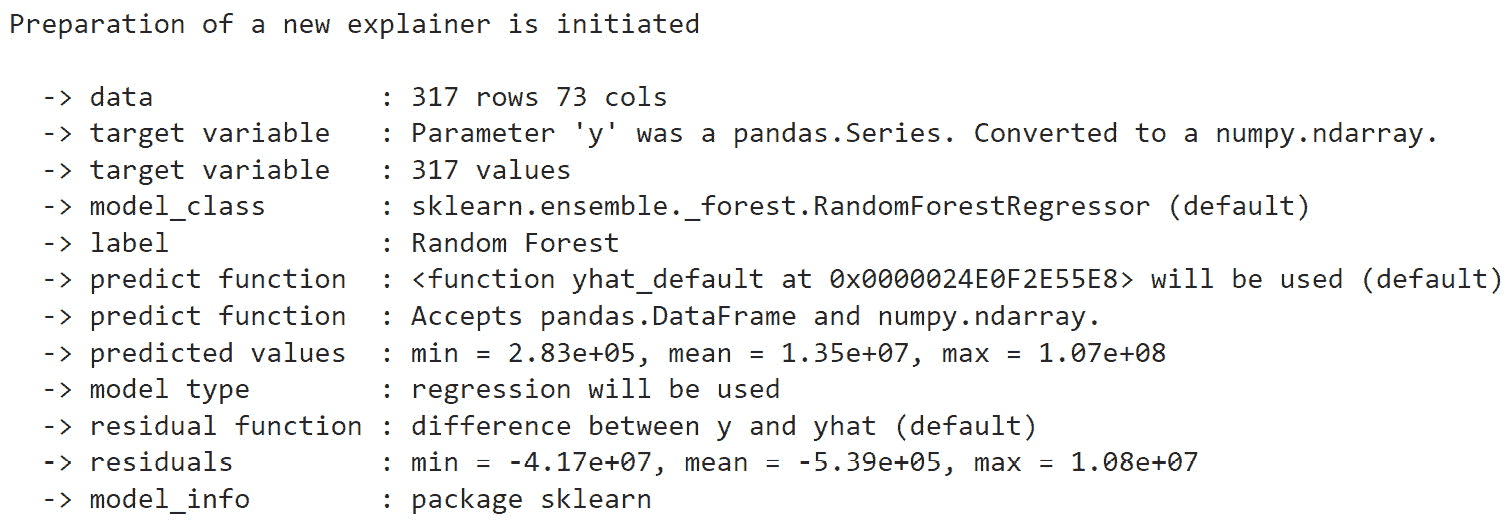 Preparation of a new explainer is initiated
-> data : 317 rows 73 cols
-> target variable : Parameter 'y' was a pandas.Series. Converted to a numpy.ndarray.
-> target variable : 317 values
-> model_class : sklearn.ensemble._forest.RandomForestRegressor (default)
-> label : Random Forest
-> predict function : <function yhat_default at 0x0000024E0F2E55E8> will be used (default)
-> predict function : Accepts pandas.DataFrame and numpy.ndarray.
-> predicted values : min = 2.83e+05, mean = 1.35e+07, max = 1.07e+08
-> model type : regression will be used
-> residual function : difference between y and yhat (default)
-> residuals : min = -4.17e+07, mean = -5.39e+05, max = 1.08e+07
-> model_info : package sklearn